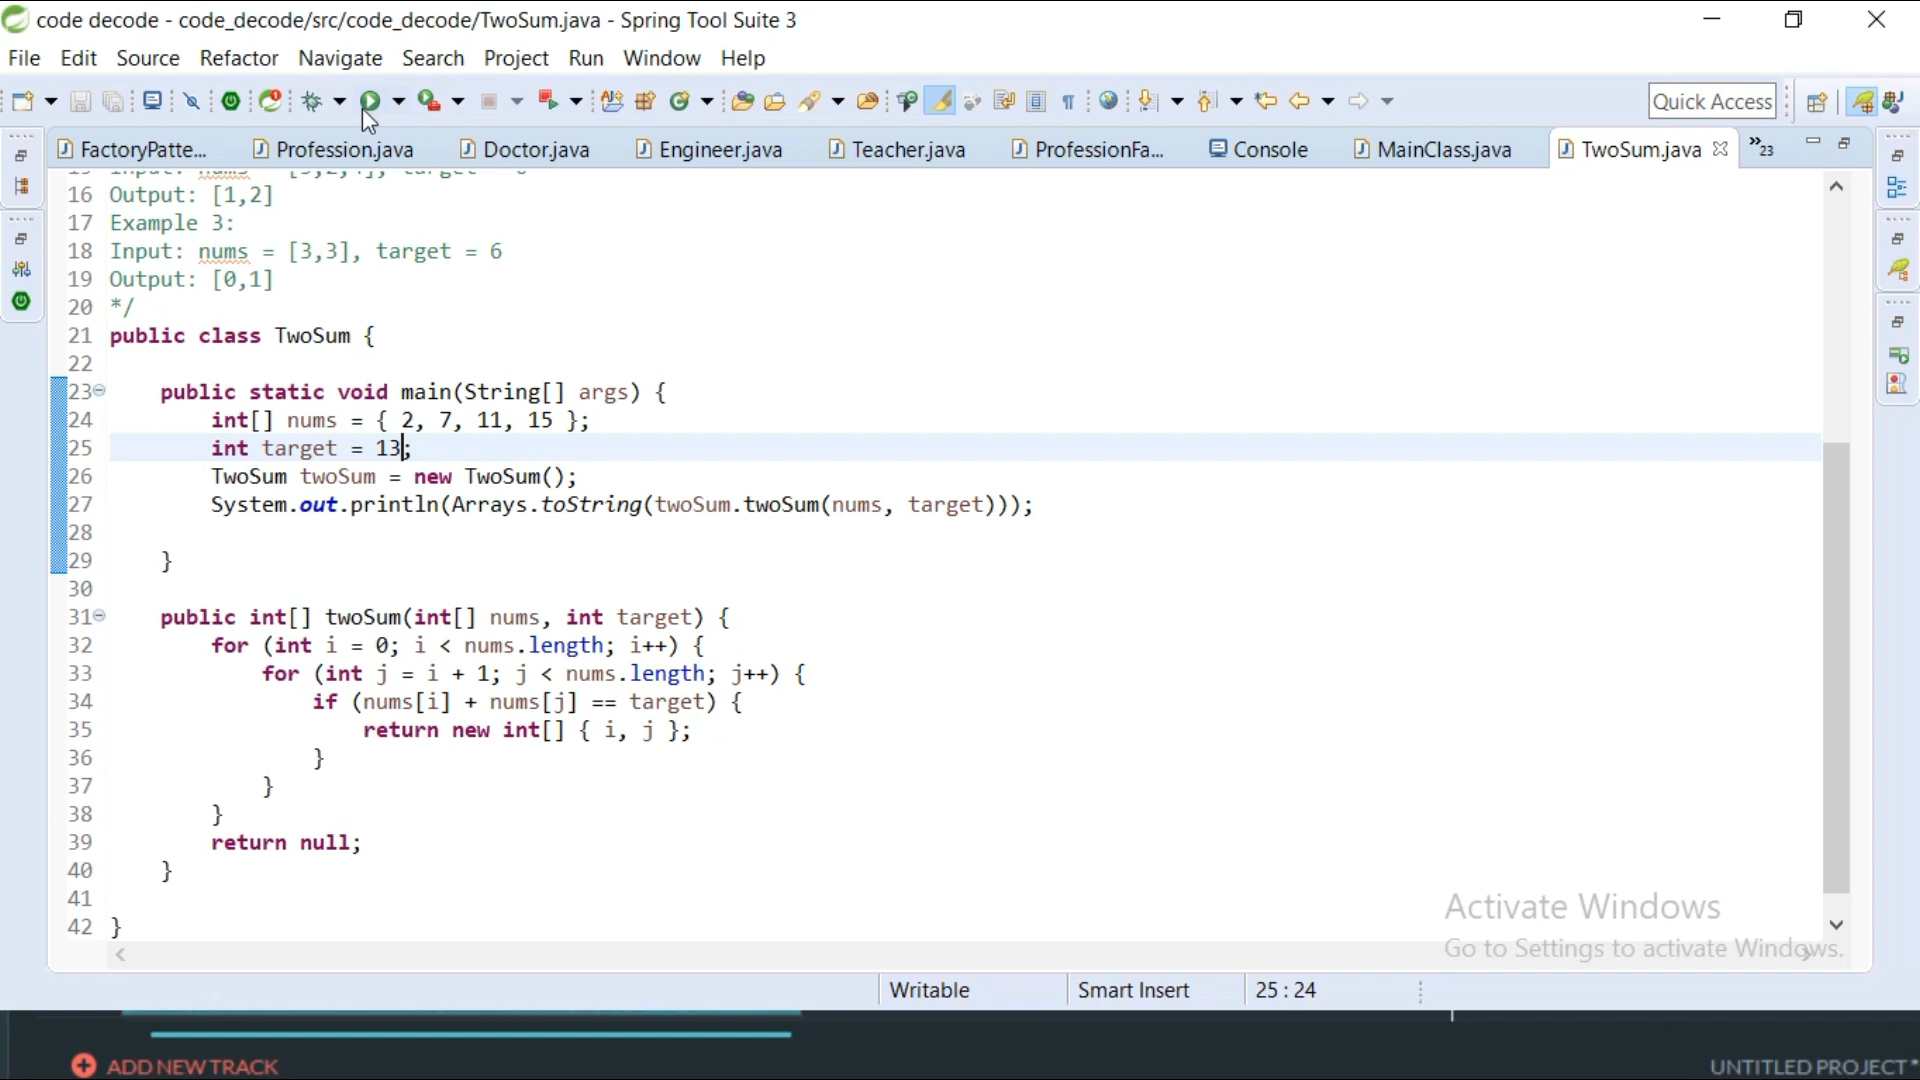 code decode - code_decode/src/code_decode/TwoSum.java - Spring Tool Suite 3
File Edit Source Refactor Navigate Search Project Run Window Help
Quick Access
FactoryPatte... Profession.java Doctor.java Engineer.java Teacher.java ProfessionFa... Console MainClass.java TwoSum.java »23
16 Output: [1,2]
17 Example 3:
18 Input: nums = [3,3], target = 6
19 Output: [0,1]
20 */
21 public class TwoSum {
22
23 public static void main(String[] args) {
24 int[] nums = { 2, 7, 11, 15 };
25 int target = 13;
26 TwoSum twoSum = new TwoSum();
27 System.out.println(Arrays.toString(twoSum.twoSum(nums, target)));
28
29 }
30
31 public int[] twoSum(int[] nums, int target) {
32 for (int i = 0; i < nums.length; i++) {
33 for (int j = i + 1; j < nums.length; j++) {
34 if (nums[i] + nums[j] == target) {
35 return new int[] { i, j };
36 }
37 }
38 }
39 return null;
40 }
41
42 }
Activate Windows
Go to Settings to activate Windows.
Writable Smart Insert 25 : 24
ADD NEW TRACK
UNTITLED PROJECT*